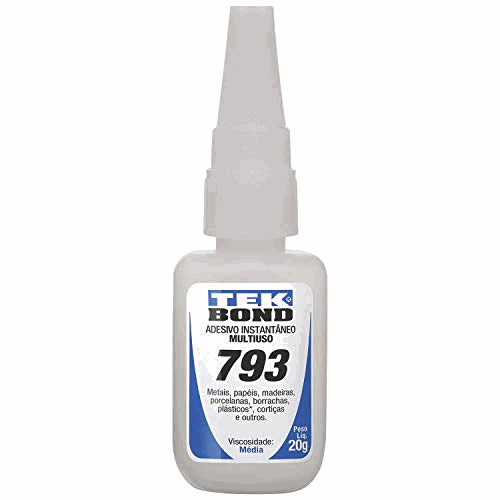 TEK
BOND
ADESIVO INSTANTÂNEO
MULTIUSO
793
Metais, papéis, madeiras,
porcelanas, borrachas,
plásticos*, cortiças
e outros.
Viscosidade:
Média
Peso
Líq.
20g